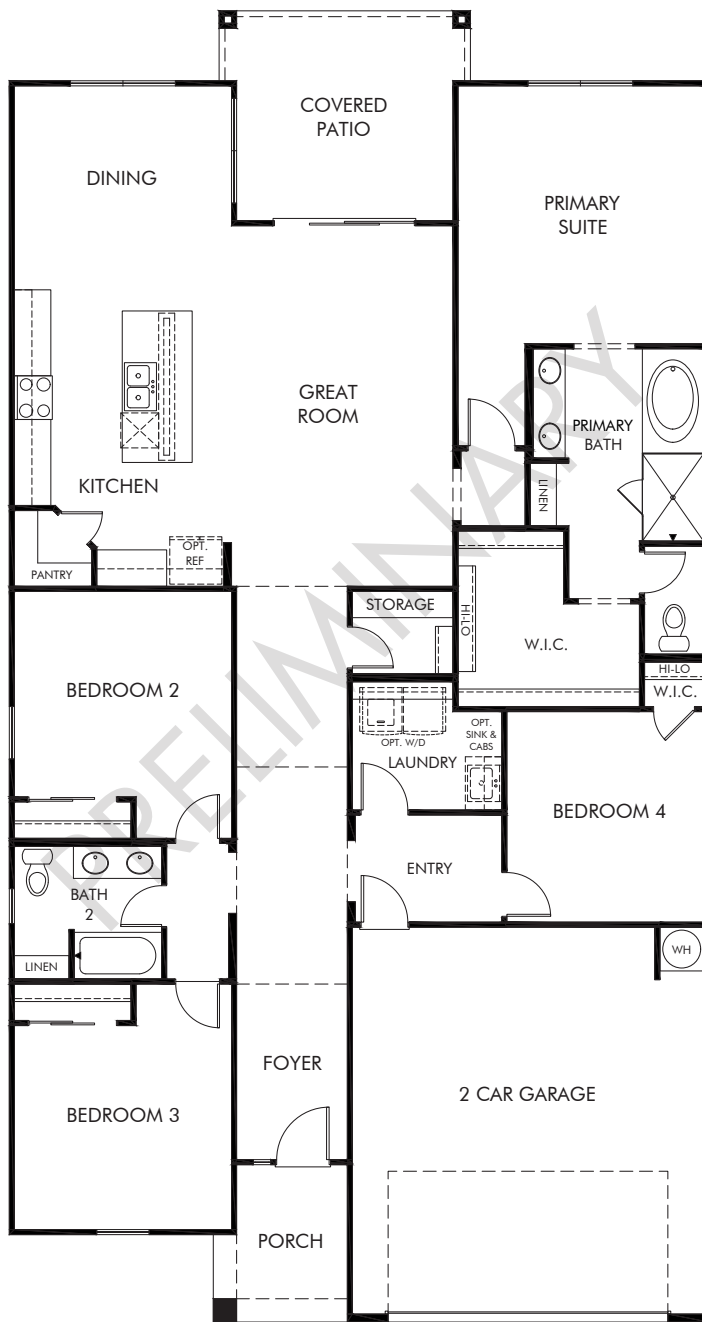 COVERED
PATIO
DINING
PRIMARY
SUITE
GREAT
ROOM
PRIMARY
BATH
KITCHEN
LINEN
OPT.
REF
PANTRY
STORAGE
HI-LO
W.I.C.
HI-LO
W.I.C.
BEDROOM 2
OPT. W/D
OPT.
SINK &
CABS
LAUNDRY
BEDROOM 4
ENTRY
BATH
2
LINEN
WH
FOYER
2 CAR GARAGE
BEDROOM 3
PORCH
PRELIMINARY